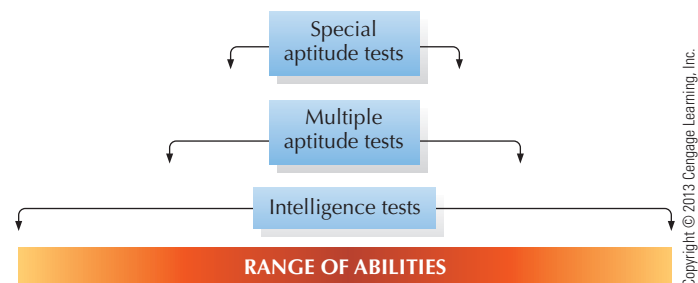 Special
aptitude tests
Multiple
aptitude tests
Intelligence tests
RANGE OF ABILITIES
Copyright © 2013 Cengage Learning, Inc.